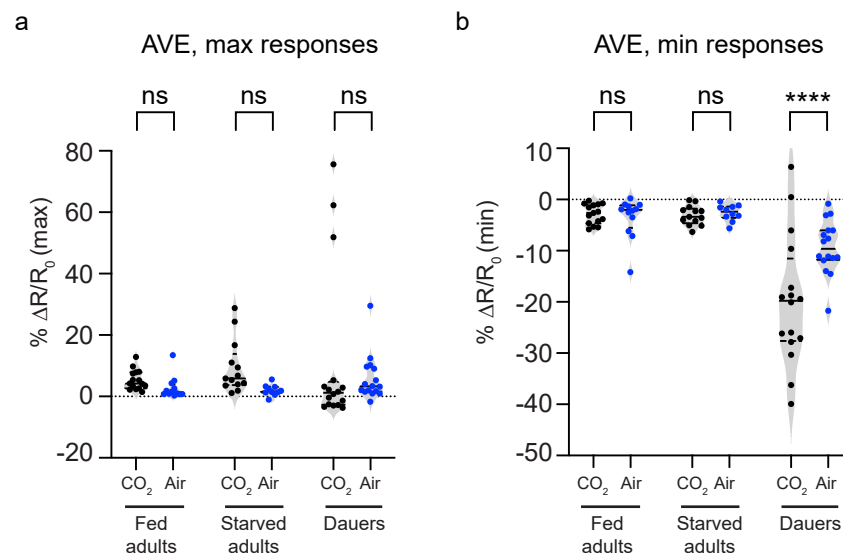 a
AVE, max responses
ns
ns
ns
% ΔR/R₀ (max)
80
60
40
20
0
-20
CO₂ Air
CO₂ Air
CO₂ Air
Fed
adults
Starved
adults
Dauers
b
AVE, min responses
ns
ns
****
% ΔR/R₀ (min)
10
0
-10
-20
-30
-40
-50
CO₂ Air
CO₂ Air
CO₂ Air
Fed
adults
Starved
adults
Dauers